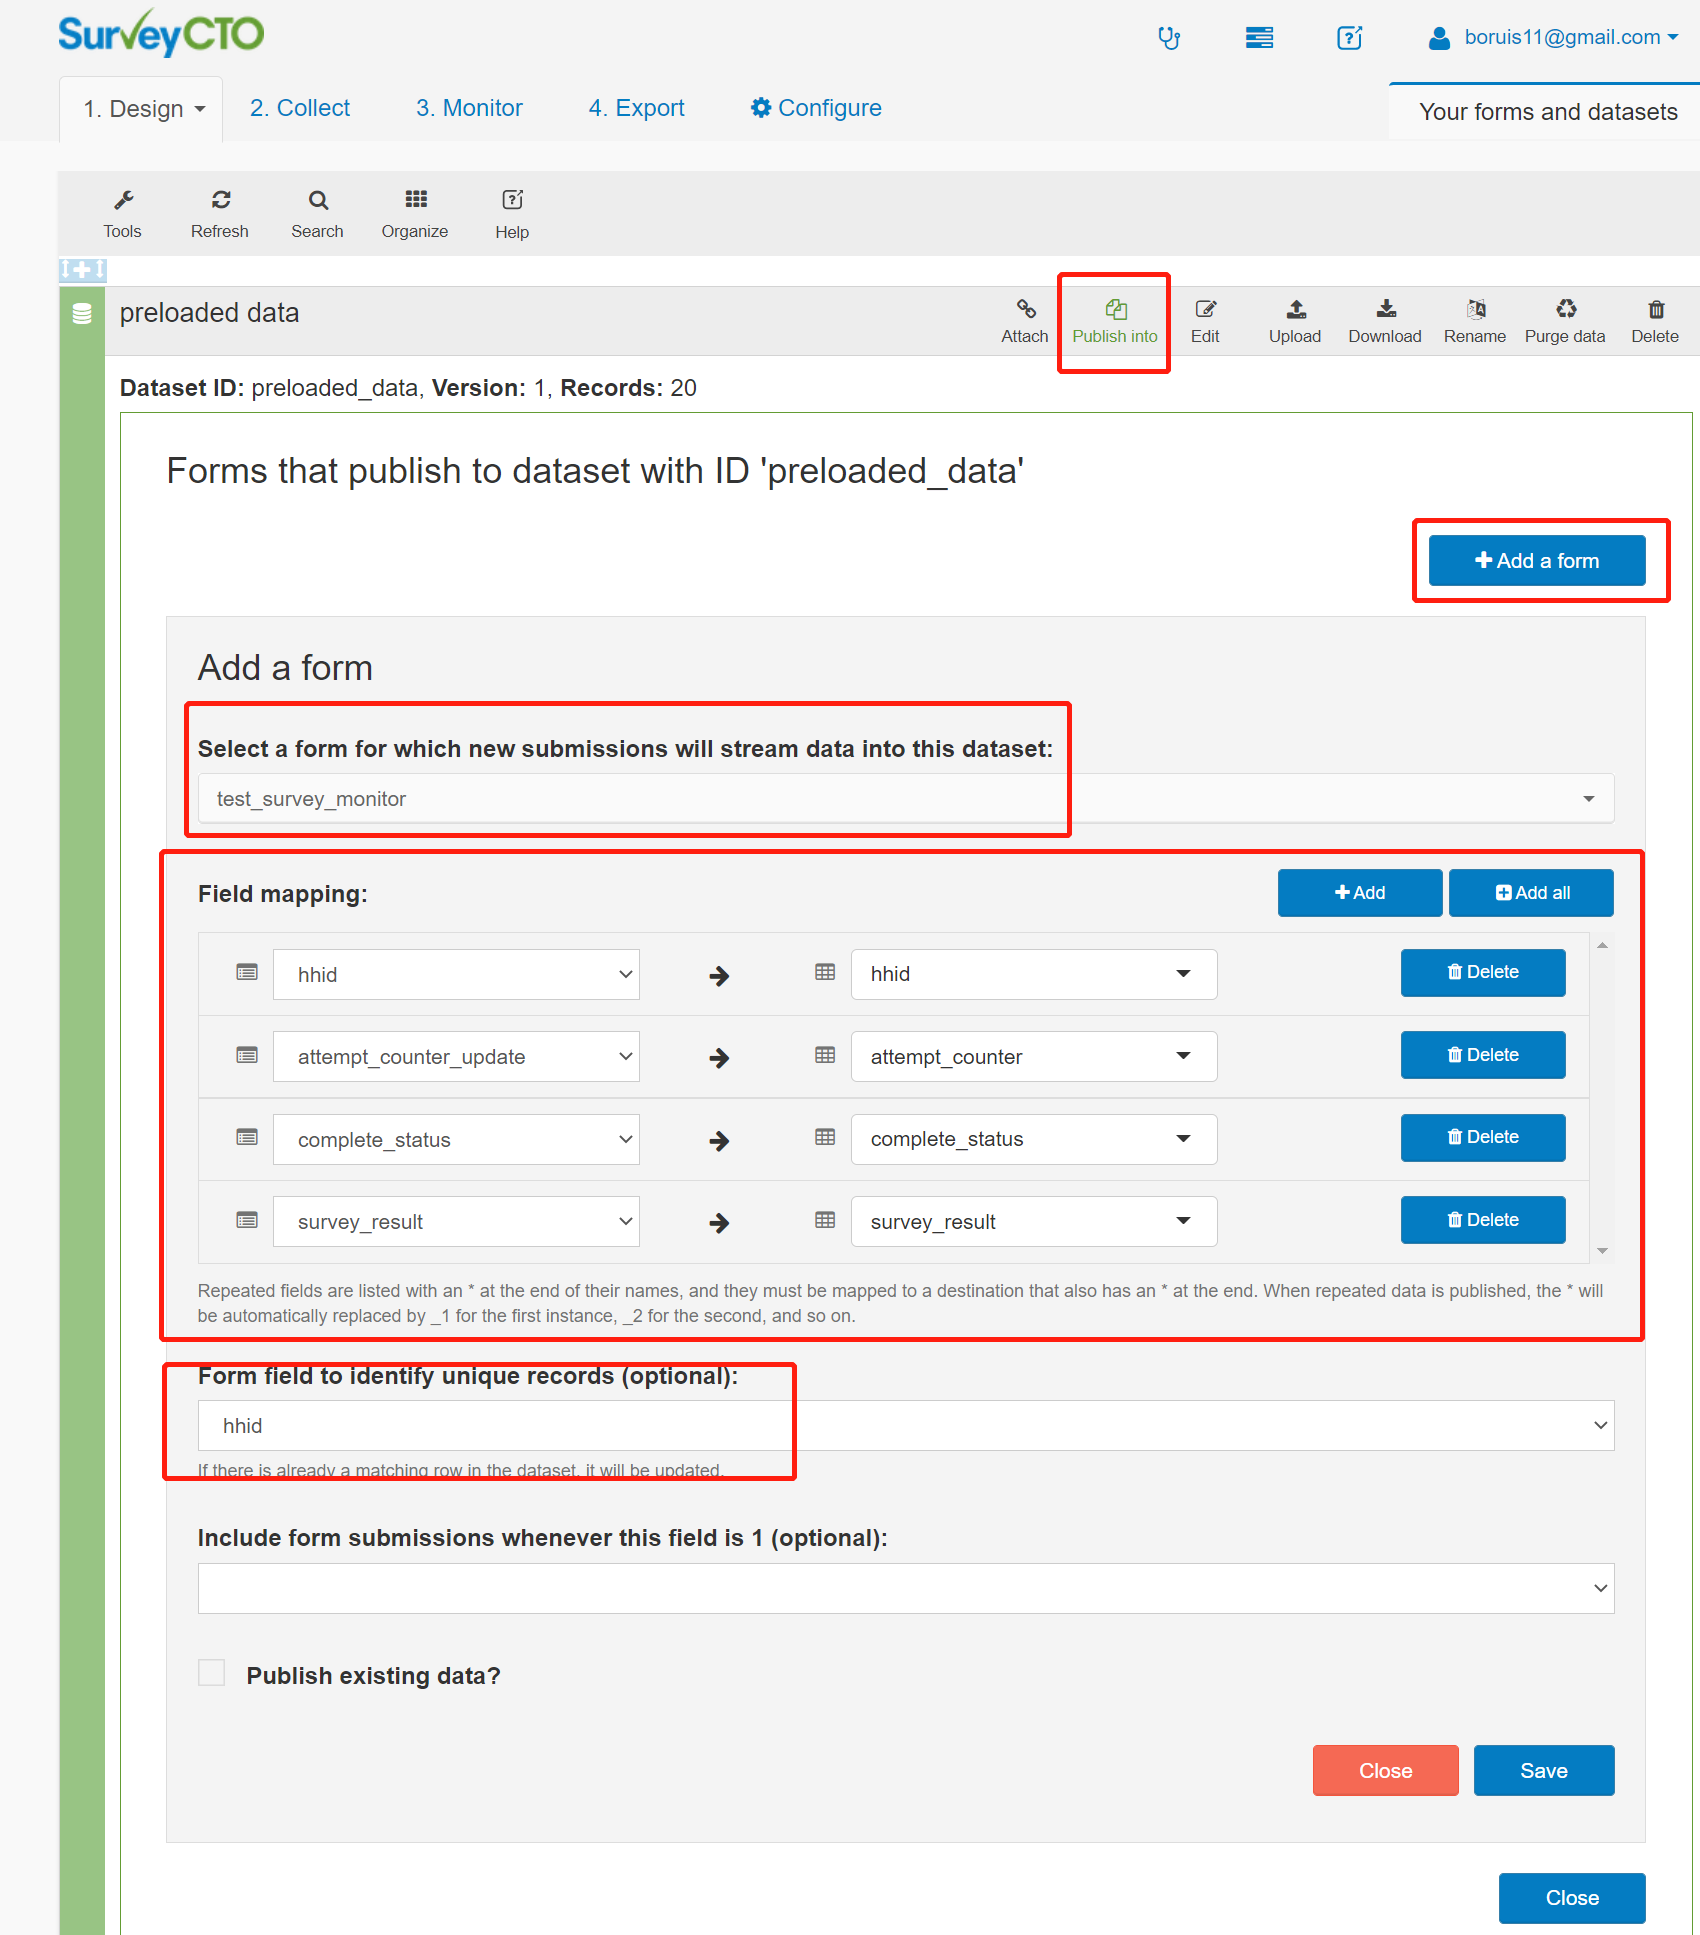 SurveyCTO
boruis11@gmail.com
1. Design
2. Collect
3. Monitor
4. Export
Configure
Your forms and datasets
Tools
Refresh
Search
Organize
Help
preloaded data
Attach
Publish into
Edit
Upload
Download
Rename
Purge data
Delete
Dataset ID: preloaded_data, Version: 1, Records: 20
Forms that publish to dataset with ID 'preloaded_data'
Add a form
Add a form
Select a form for which new submissions will stream data into this dataset:
test_survey_monitor
Field mapping:
Add
Add all
hhid
hhid
Delete
attempt_counter_update
attempt_counter
Delete
complete_status
complete_status
Delete
survey_result
survey_result
Delete
Repeated fields are listed with an * at the end of their names, and they must be mapped to a destination that also has an * at the end. When repeated data is published, the * will
be automatically replaced by _1 for the first instance, _2 for the second, and so on.
Form field to identify unique records (optional):
hhid
If there is already a matching row in the dataset, it will be updated.
Include form submissions whenever this field is 1 (optional):
Publish existing data?
Close
Save
Close